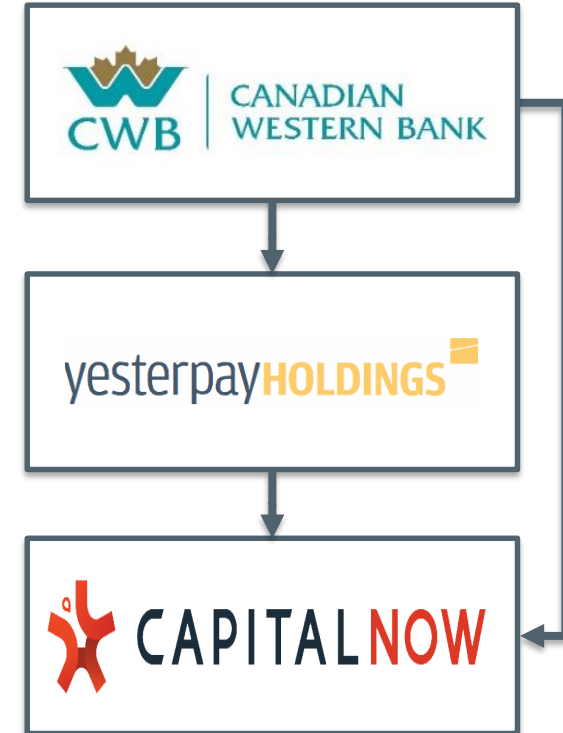 CWB
CANADIAN
WESTERN BANK
yesterpayHOLDINGS
CAPITALNOW